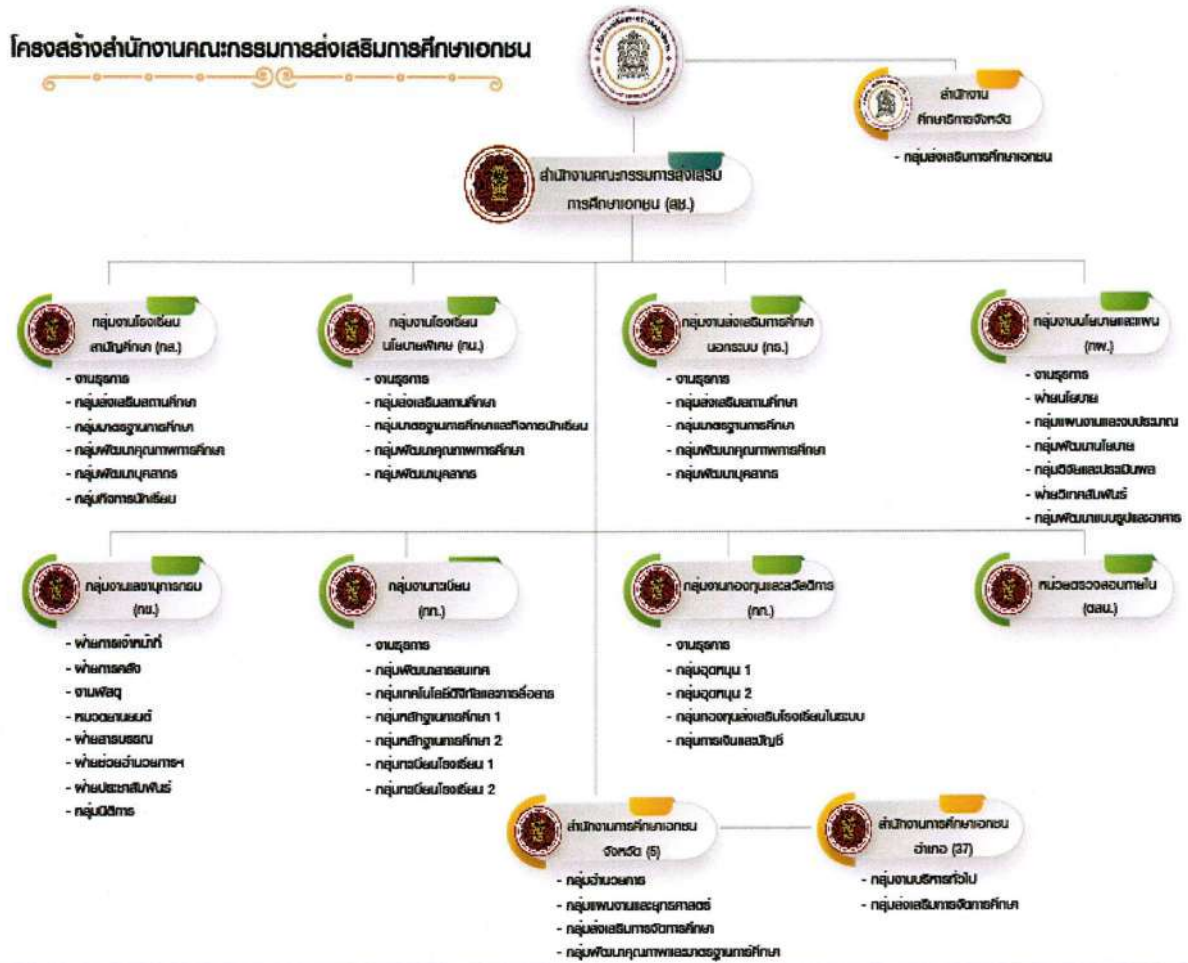 โครงสร้างสำนักงานคณะกรรมการส่งเสริมการศึกษาเอกชน
สำนักงาน
ศึกษาธิการจังหวัด
- กลุ่มส่งเสริมการศึกษาเอกชน
สำนักงานคณะกรรมการส่งเสริม
การศึกษาเอกชน (สช.)
กลุ่มงานโรงเรียน
สามัญศึกษา (กส.)
- งานธุรการ
- กลุ่มส่งเสริมสถานศึกษา
- กลุ่มมาตรฐานการศึกษา
- กลุ่มพัฒนาคุณภาพการศึกษา
- กลุ่มพัฒนาบุคลากร
- กลุ่มกิจการนักเรียน
กลุ่มงานโรงเรียน
นโยบายพิเศษ (กน.)
- งานธุรการ
- กลุ่มส่งเสริมสถานศึกษา
- กลุ่มมาตรฐานการศึกษาและกิจการนักเรียน
- กลุ่มพัฒนาคุณภาพการศึกษา
- กลุ่มพัฒนาบุคลากร
กลุ่มงานส่งเสริมการศึกษา
นอกระบบ (กร.)
- งานธุรการ
- กลุ่มส่งเสริมสถานศึกษา
- กลุ่มมาตรฐานการศึกษา
- กลุ่มพัฒนาคุณภาพการศึกษา
- กลุ่มพัฒนาบุคลากร
กลุ่มงานนโยบายและแผน
(กผ.)
- งานธุรการ
- ฝ่ายนโยบาย
- กลุ่มแผนงานและงบประมาณ
- กลุ่มพัฒนานโยบาย
- กลุ่มวิจัยและประเมินผล
- ฝ่ายวิเทศสัมพันธ์
- กลุ่มพัฒนาแบบรูปและอาคาร
กลุ่มงานเลขานุการกรม
(กข.)
- ฝ่ายการเจ้าหน้าที่
- ฝ่ายการคลัง
- งานพัสดุ
- หมวดยานยนต์
- ฝ่ายสารบรรณ
- ฝ่ายช่วยอำนวยการฯ
- ฝ่ายประชาสัมพันธ์
- กลุ่มนิติการ
กลุ่มงานทะเบียน
(กท.)
- งานธุรการ
- กลุ่มพัฒนาสารสนเทศ
- กลุ่มเทคโนโลยีดิจิทัลและการสื่อสาร
- กลุ่มหลักฐานการศึกษา 1
- กลุ่มหลักฐานการศึกษา 2
- กลุ่มทะเบียนโรงเรียน 1
- กลุ่มทะเบียนโรงเรียน 2
กลุ่มงานกองทุนและสวัสดิการ
(กก.)
- งานธุรการ
- กลุ่มอุดหนุน 1
- กลุ่มอุดหนุน 2
- กลุ่มกองทุนส่งเสริมโรงเรียนในระบบ
- กลุ่มการเงินและบัญชี
หน่วยตรวจสอบภายใน
(ตสน.)
สำนักงานการศึกษาเอกชน
จังหวัด (5)
- กลุ่มอำนวยการ
- กลุ่มแผนงานและยุทธศาสตร์
- กลุ่มส่งเสริมการจัดการศึกษา
- กลุ่มพัฒนาคุณภาพและมาตรฐานการศึกษา
สำนักงานการศึกษาเอกชน
อำเภอ (37)
- กลุ่มงานบริหารทั่วไป
- กลุ่มส่งเสริมการจัดการศึกษา